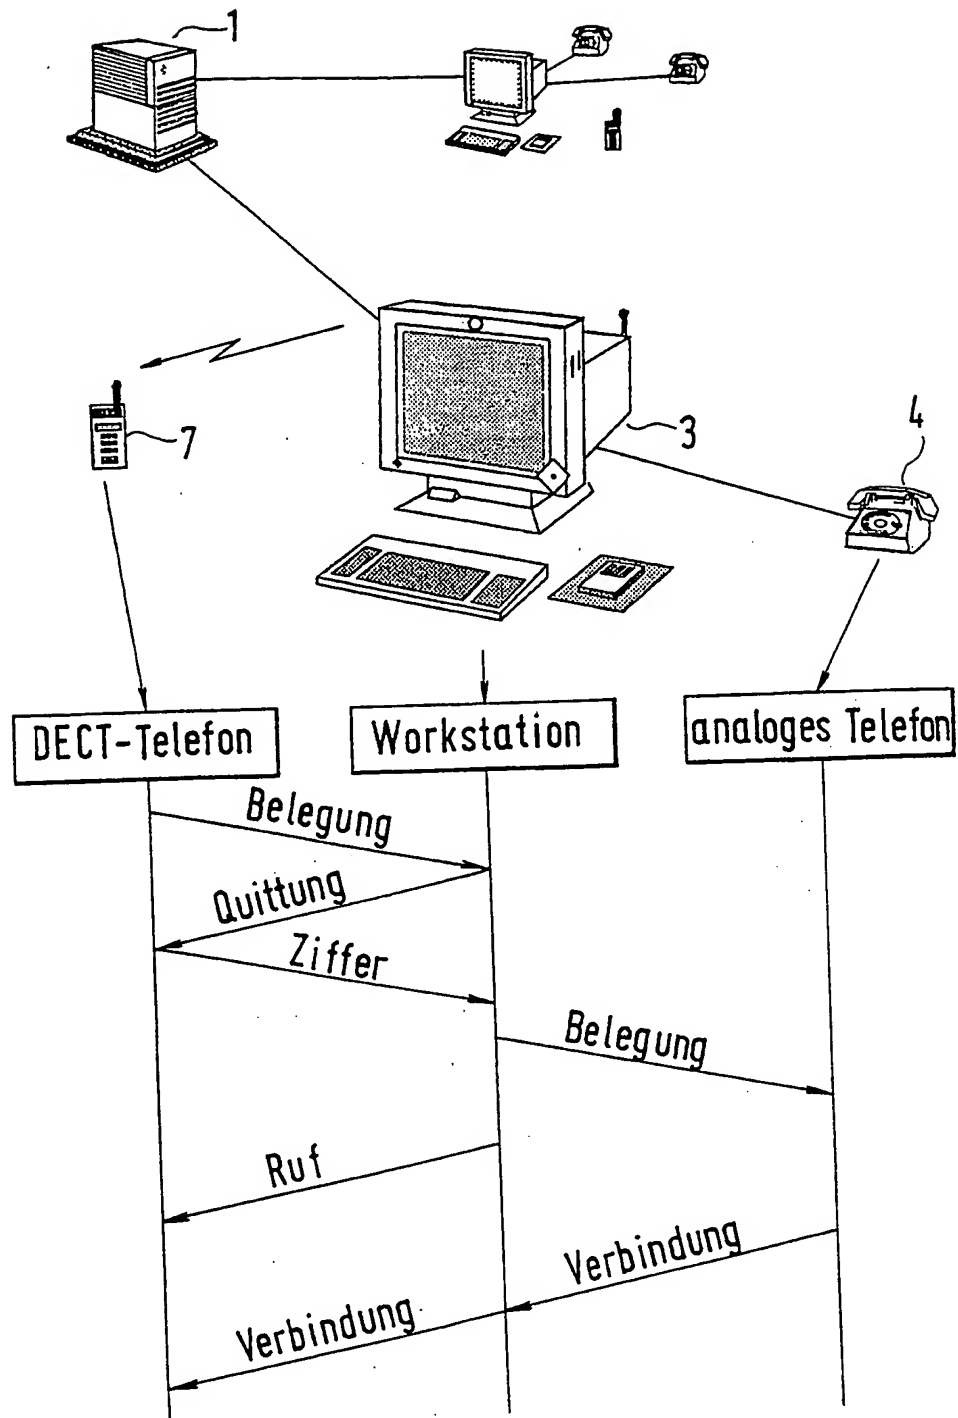 1
7
3
4
DECT-Telefon
Workstation
analoges Telefon
Belegung
Quittung
Ziffer
Belegung
Ruf
Verbindung
Verbindung